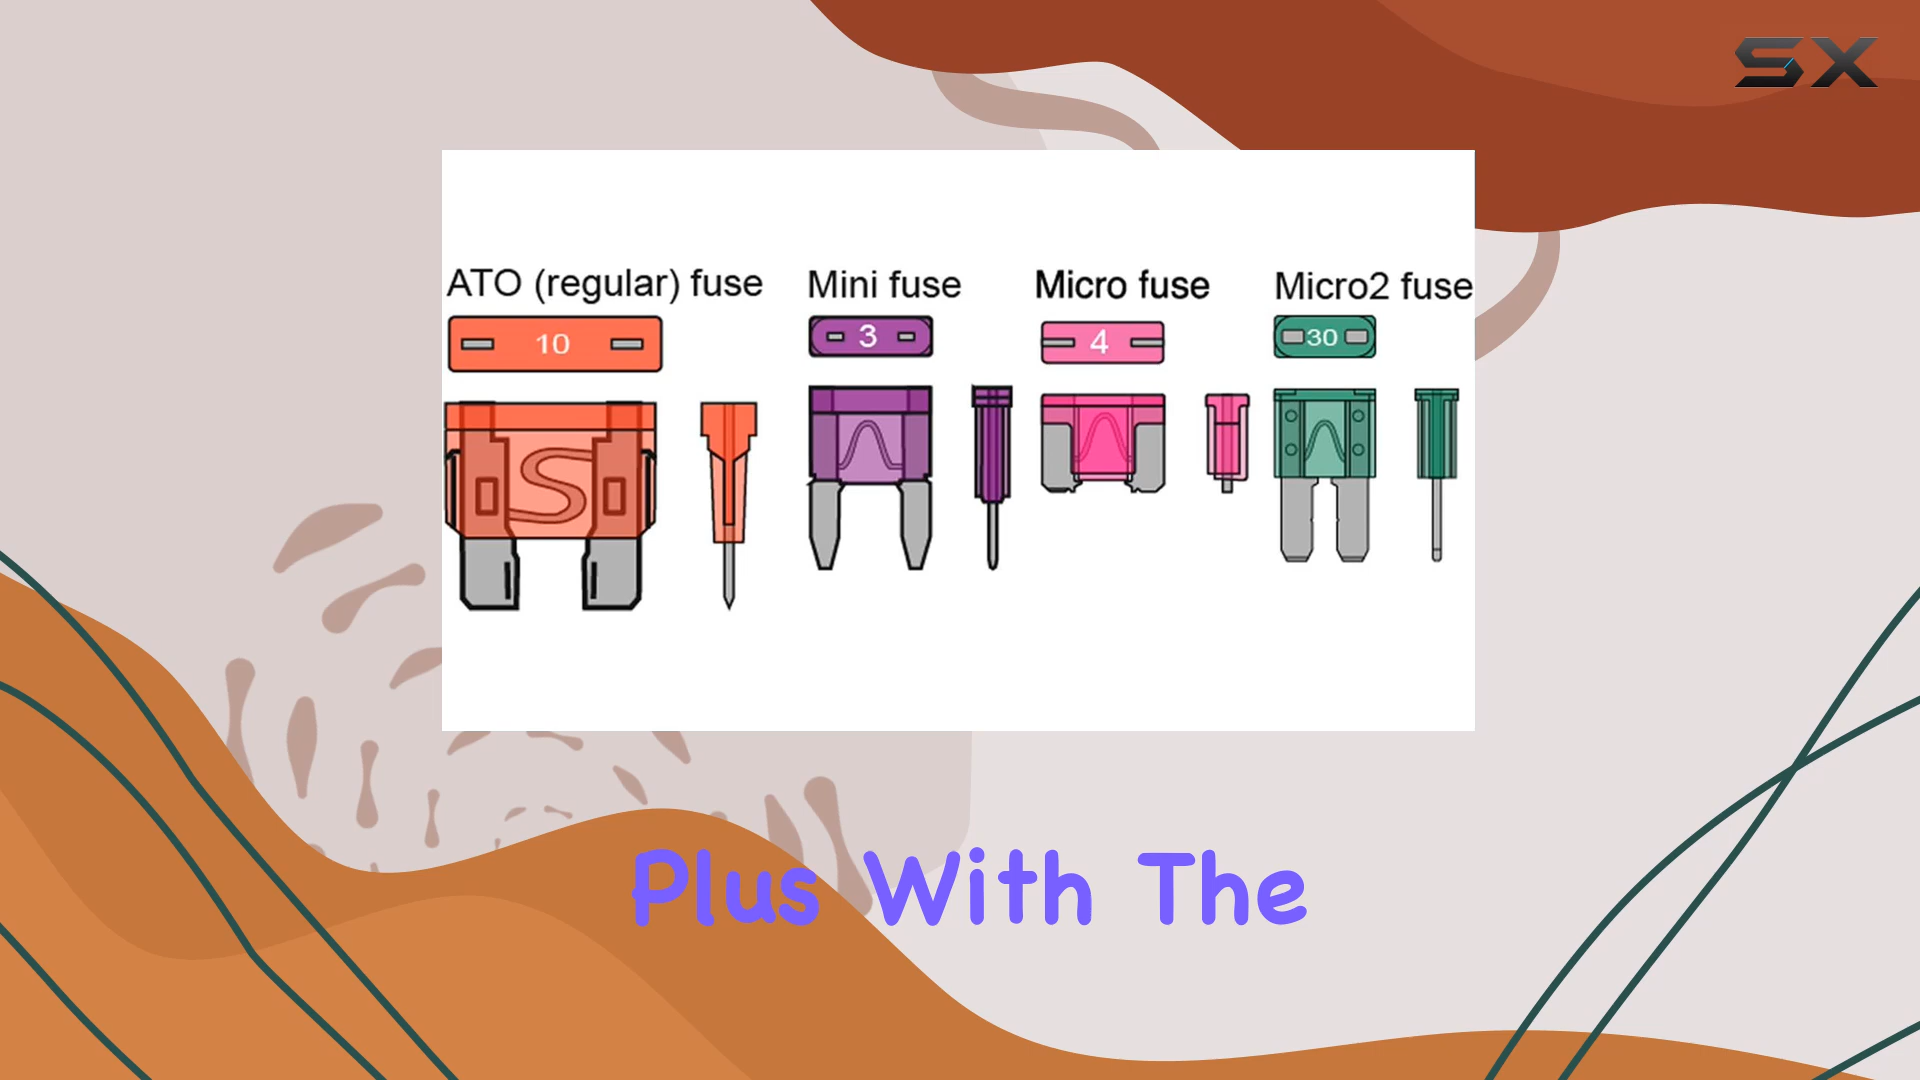 SX
ATO (regular) fuse Mini fuse Micro fuse Micro2 fuse
10 3 4 30
Plus With The